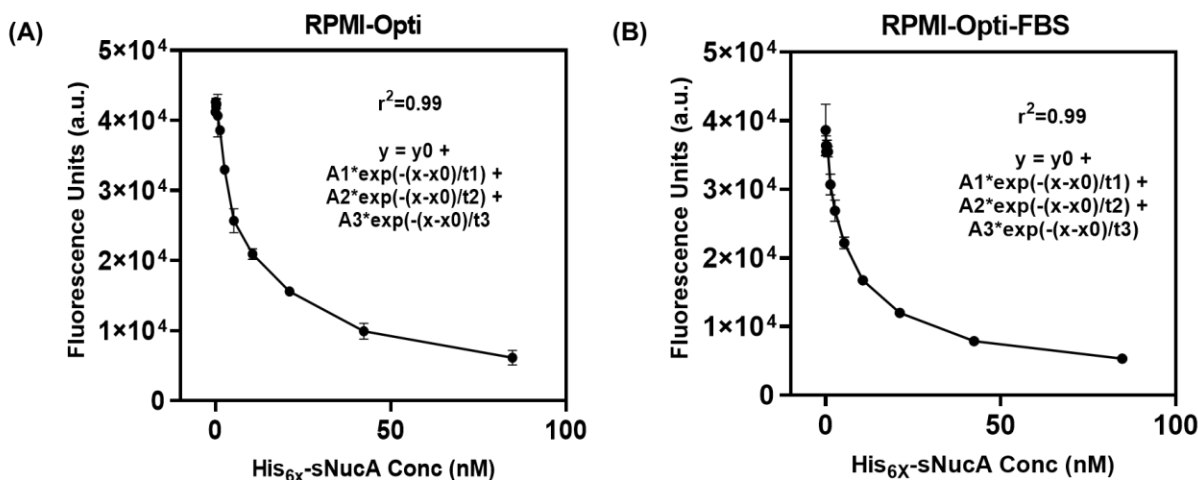 (A)
RPMI-Opti
Fluorescence Units (a.u.)
5×10⁴
4×10⁴
3×10⁴
2×10⁴
1×10⁴
0
r²=0.99
y = y0 +
A1*exp(-(x-x0)/t1) +
A2*exp(-(x-x0)/t2) +
A3*exp(-(x-x0)/t3
0
50
100
His₆ₓ-sNucA Conc (nM)
(B)
RPMI-Opti-FBS
Fluorescence Units (a.u.)
5×10⁴
4×10⁴
3×10⁴
2×10⁴
1×10⁴
0
r²=0.99
y = y0 +
A1*exp(-(x-x0)/t1) +
A2*exp(-(x-x0)/t2) +
A3*exp(-(x-x0)/t3)
0
50
100
His₆X-sNucA Conc (nM)